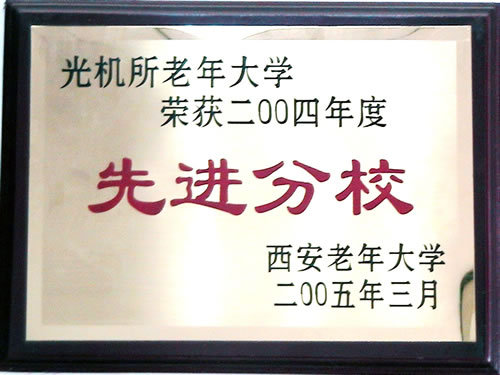 光机所老年大学
荣获二00四年度
先进分校
西安老年大学
二00五年三月